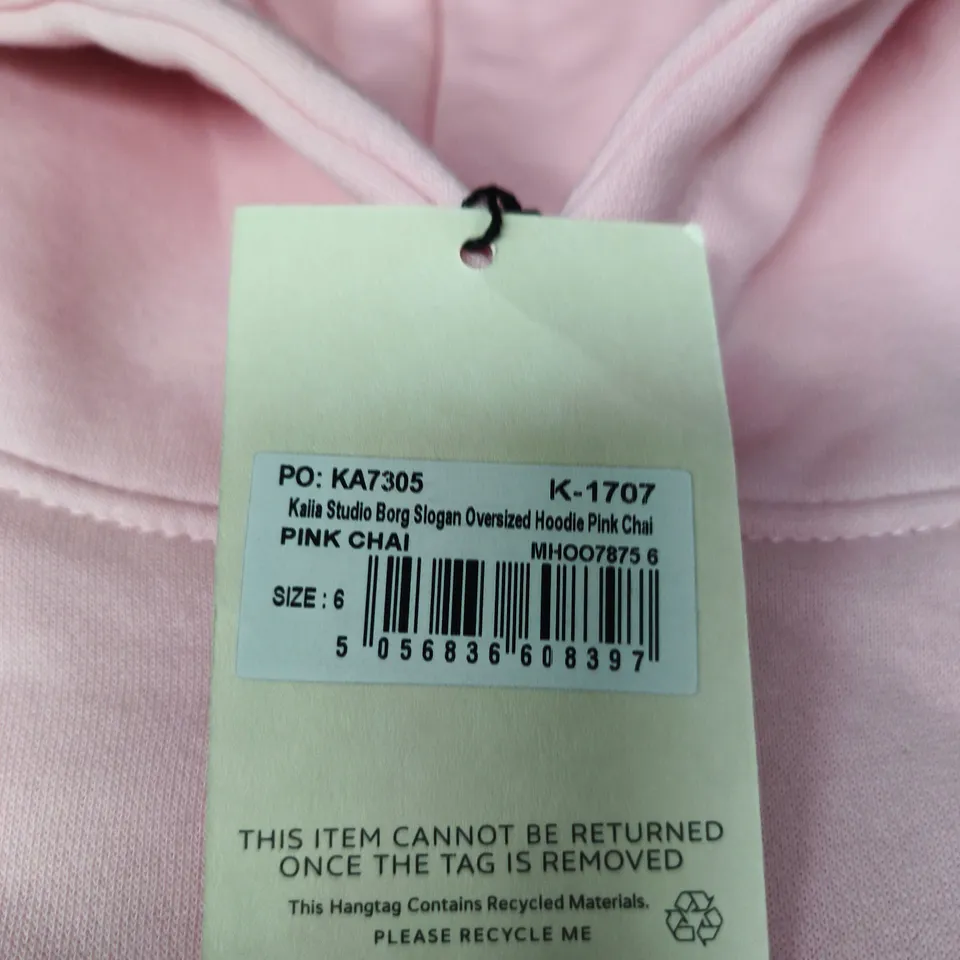 PO: KA7305 K-1707
Kaiia Studio Borg Slogan Oversized Hoodie Pink Chai
PINK CHAI MHOO7875 6
SIZE : 6
5 056836 608397
THIS ITEM CANNOT BE RETURNED
ONCE THE TAG IS REMOVED
This Hangtag Contains Recycled Materials.
PLEASE RECYCLE ME